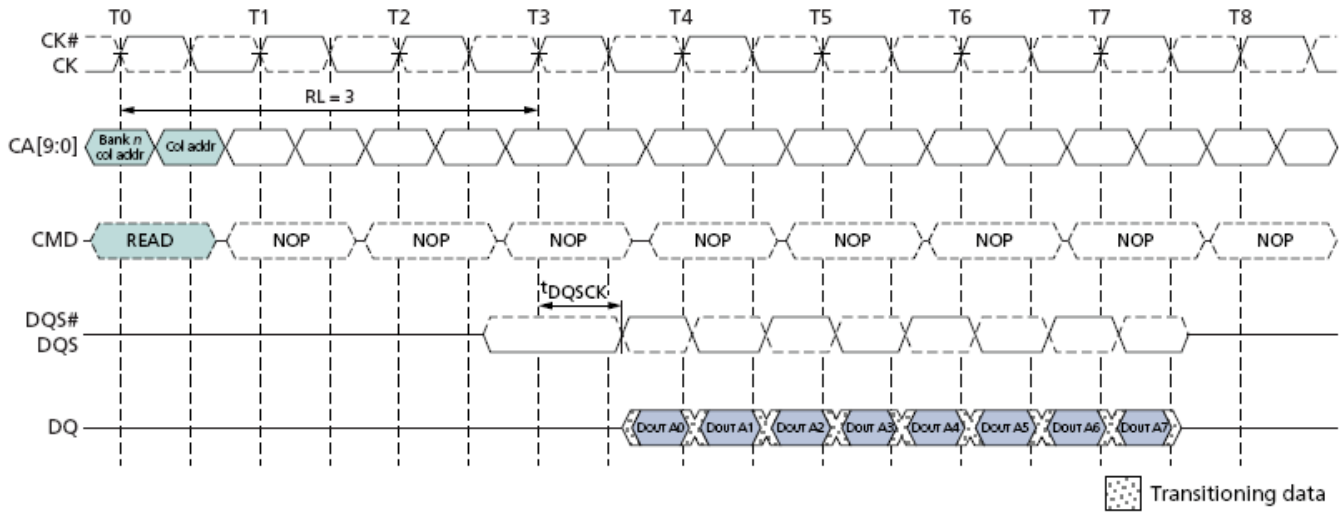 T0 T1 T2 T3 T4 T5 T6 T7 T8
CK#
CK
RL = 3
CA[9:0] Bank n col addr Col addr
CMD READ NOP NOP NOP NOP NOP NOP NOP NOP
tDQSCK
DQS#
DQS
DQ DOUT A0 DOUT A1 DOUT A2 DOUT A3 DOUT A4 DOUT A5 DOUT A6 DOUT A7
Transitioning data